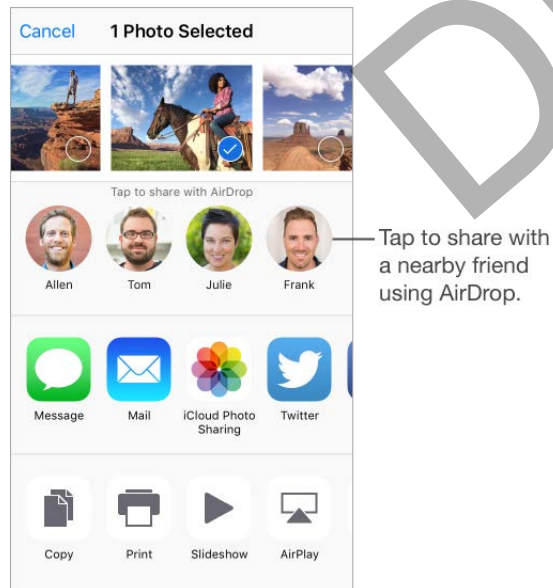 Cancel 1 Photo Selected
Tap to share with AirDrop
Allen Tom Julie Frank
Tap to share with
a nearby friend
using AirDrop.
Message Mail iCloud Photo Sharing Twitter
Copy Print Slideshow AirPlay